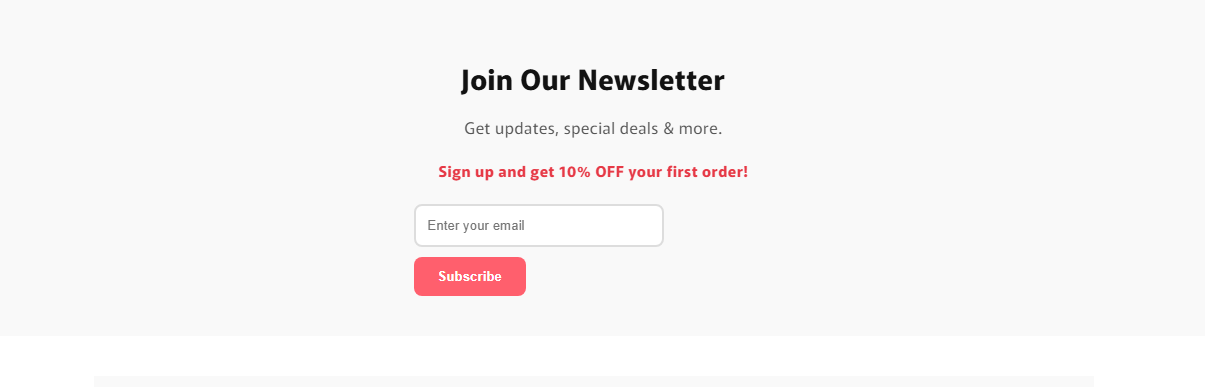 Join Our Newsletter
Get updates, special deals & more.
Sign up and get 10% OFF your first order!
Enter your email
Subscribe